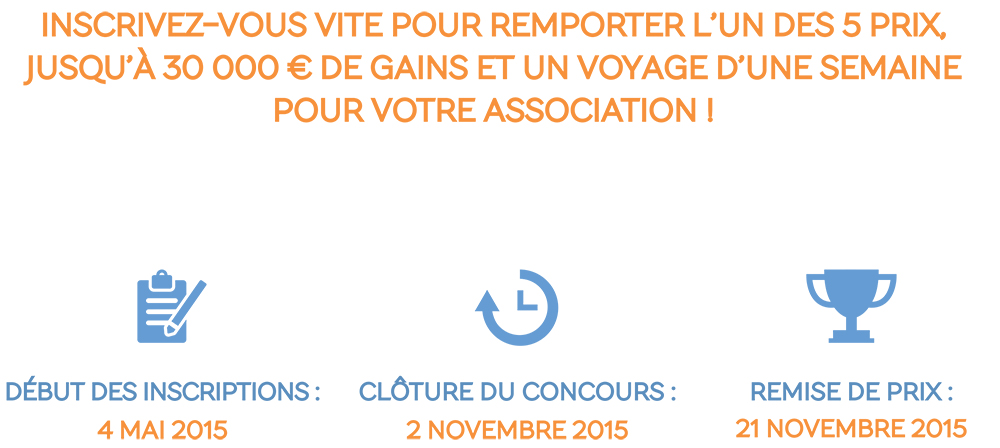 INSCRIVEZ-VOUS VITE POUR REMPORTER L'UN DES 5 PRIX,
JUSQU'À 30 000 € DE GAINS ET UN VOYAGE D'UNE SEMAINE
POUR VOTRE ASSOCIATION !
DÉBUT DES INSCRIPTIONS :
4 MAI 2015
CLÔTURE DU CONCOURS :
2 NOVEMBRE 2015
REMISE DE PRIX :
21 NOVEMBRE 2015